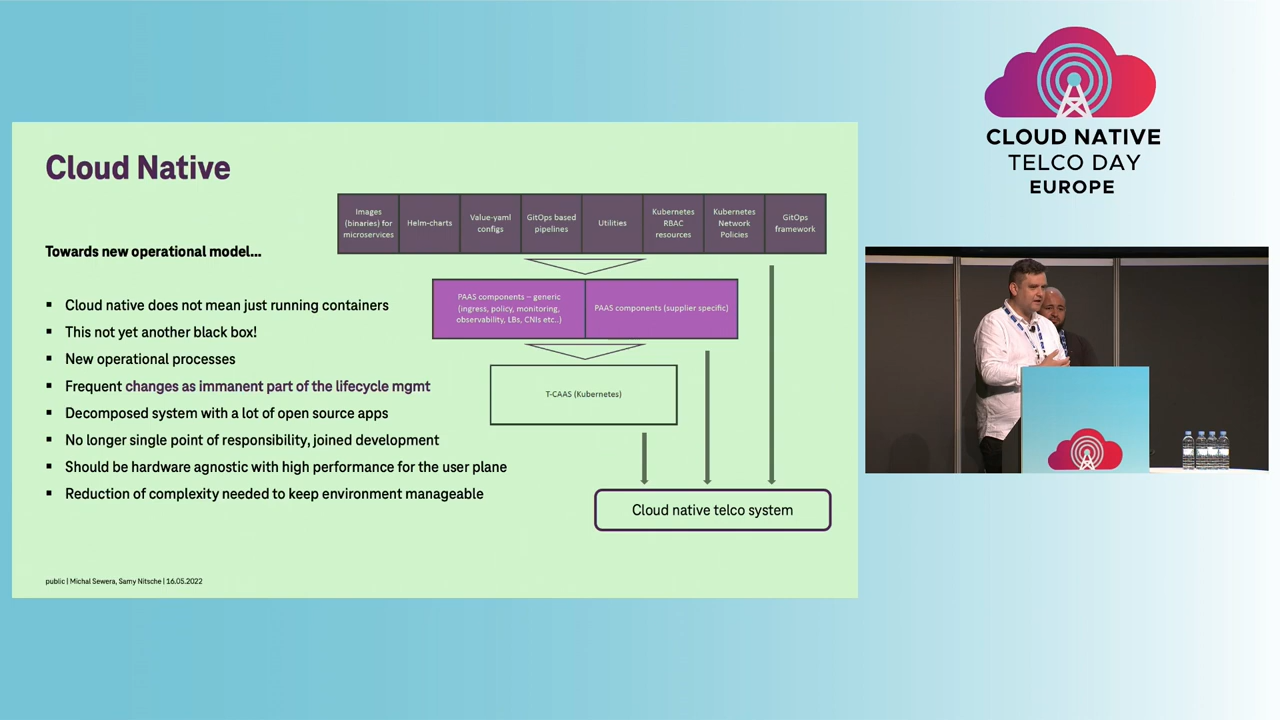 Cloud Native
Towards new operational model...
▪ Cloud native does not mean just running containers
▪ This not yet another black box!
▪ New operational processes
▪ Frequent changes as immanent part of the lifecycle mgmt
▪ Decomposed system with a lot of open source apps
▪ No longer single point of responsibility, joined development
▪ Should be hardware agnostic with high performance for the user plane
▪ Reduction of complexity needed to keep environment manageable
Images
(binaries) for
microservices
Helm-charts
Value-yaml
configs
GitOps based
pipelines
Utilities
Kubernetes
RBAC
resources
Kubernetes
Network
Policies
GitOps
framework
PAAS components – generic
(ingress, policy, monitoring,
observability, LBs, CNIs etc..)
PAAS components (supplier specific)
T-CAAS (Kubernetes)
Cloud native telco system
public | Michal Sewera, Samy Nitsche | 16.05.2022
CLOUD NATIVE
TELCO DAY
EUROPE